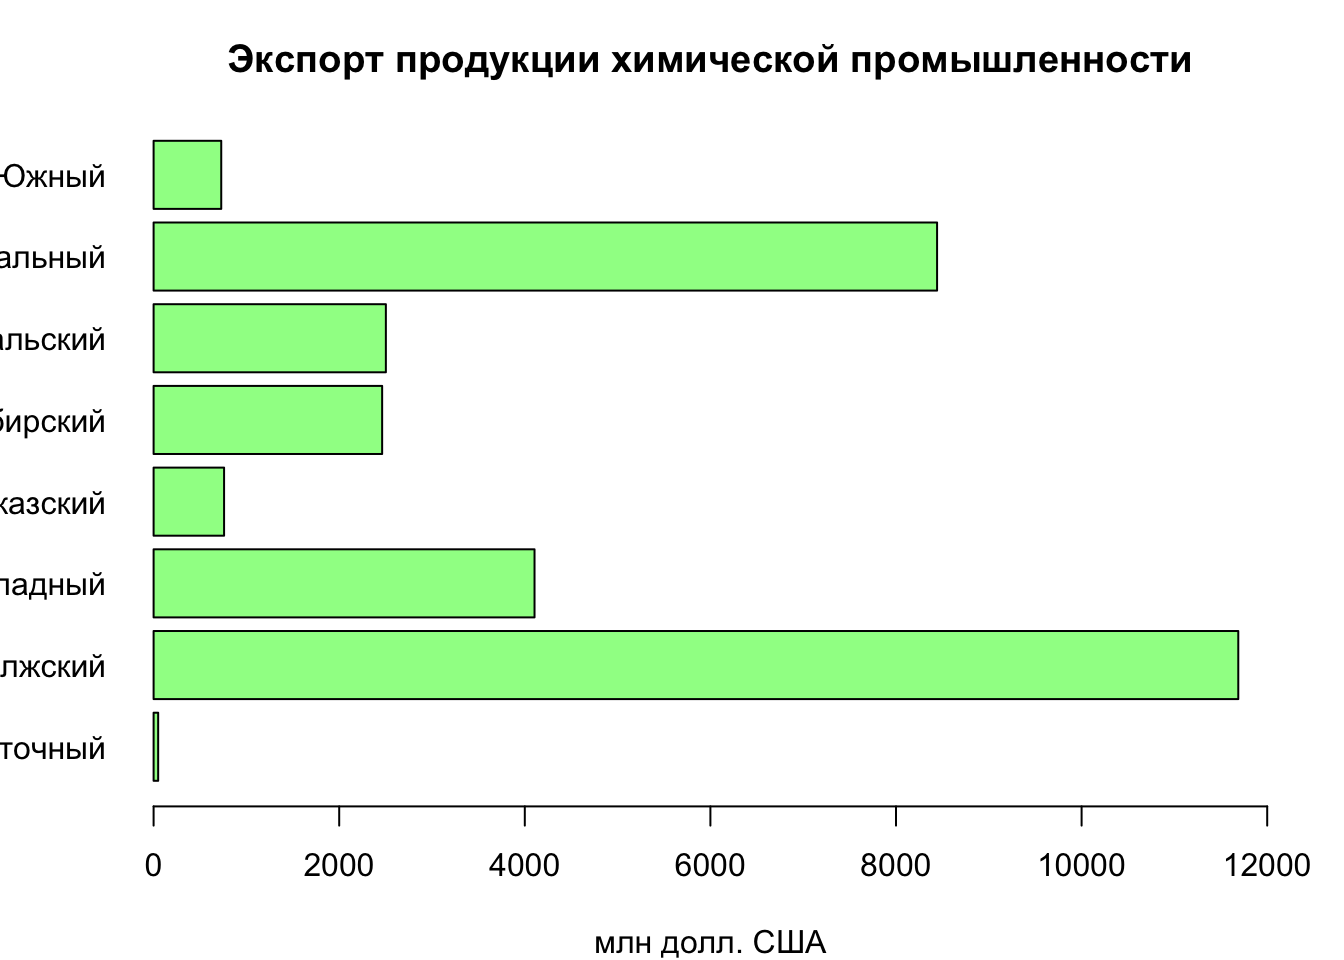 Экспорт продукции химической промышленности
Южный
альный
альский
бирский
казский
падный
лжский
точный
0 2000 4000 6000 8000 10000 12000
млн долл. США